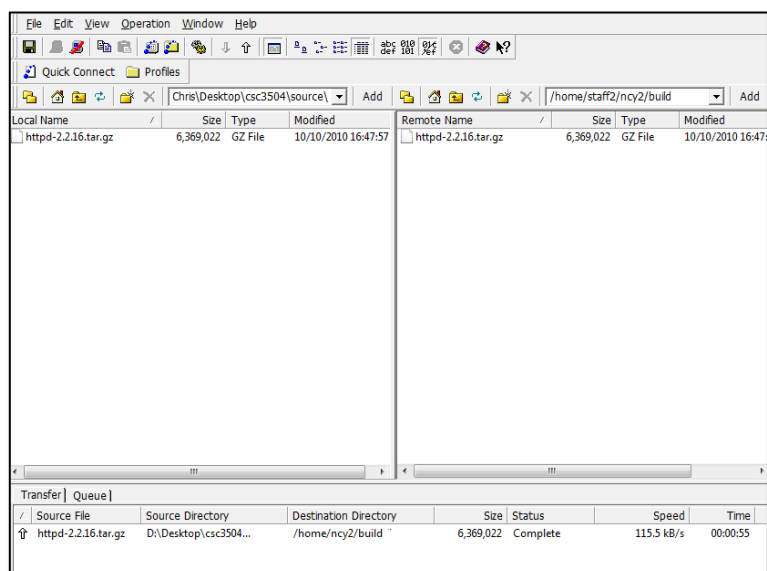 File Edit View Operation Window Help
abc def 010 101
Quick Connect Profiles
Chris\Desktop\csc3504\source\ Add /home/staff2/ncy2/build Add
Local Name / Size Type Modified Remote Name / Size Type Modified
httpd-2.2.16.tar.gz 6,369,022 GZ File 10/10/2010 16:47:57 httpd-2.2.16.tar.gz 6,369,022 GZ File 10/10/2010 16:47:
Transfer Queue
/ Source File Source Directory Destination Directory Size Status Speed Time
httpd-2.2.16.tar.gz D:\Desktop\csc3504... /home/ncy2/build 6,369,022 Complete 115.5 kB/s 00:00:55